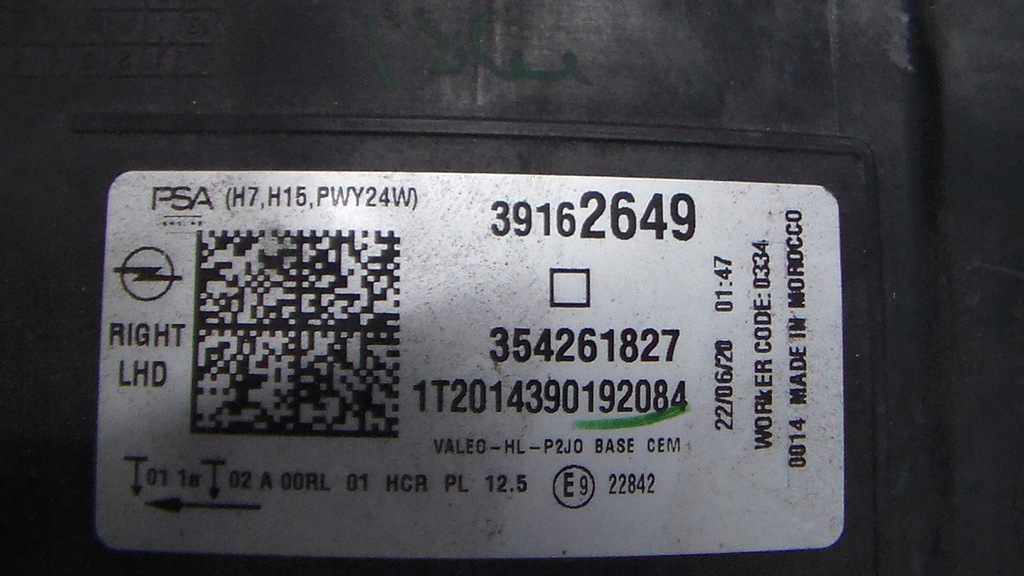 PSA (H7,H15,PWY24W)
39162649
RIGHT
LHD
354261827
1T2014390192084
VALEO-HL-P2JO BASE CEM
01 1a 02 A 00RL 01 HCR PL 12.5 E9 22842
22/06/20 01:47
WORKER CODE:0334
0014 MADE IN MOROCCO